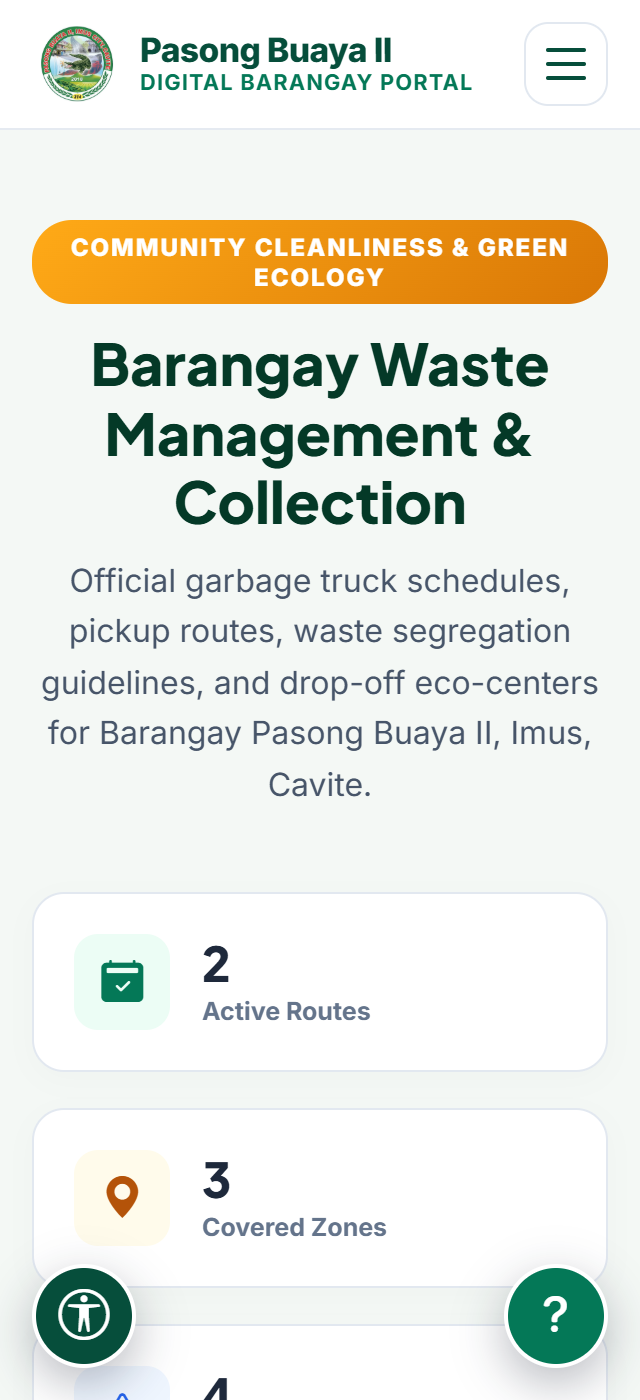 Pasong Buaya II
DIGITAL BARANGAY PORTAL
COMMUNITY CLEANLINESS & GREEN
ECOLOGY
Barangay Waste
Management &
Collection
Official garbage truck schedules,
pickup routes, waste segregation
guidelines, and drop-off eco-centers
for Barangay Pasong Buaya II, Imus,
Cavite.
2
Active Routes
3
Covered Zones
?
4